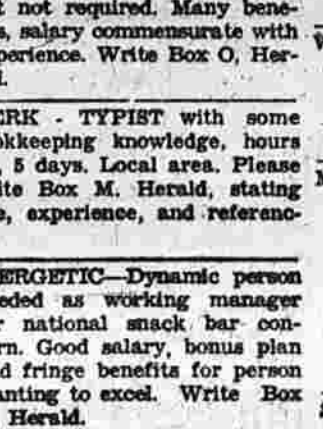 not required. Many bene-
, salary commensurate with
perience. Write Box O, Her-
ERK - TYPIST with some
okkeeping knowledge, hours
, 5 days. Local area. Please
ite Box M. Herald, stating
e, experience, and referenc-
ERGETIC—Dynamic person
eded as working manager
r national snack bar con-
rn. Good salary, bonus plan
d fringe benefits for person
anting to excel. Write Box
Herald.